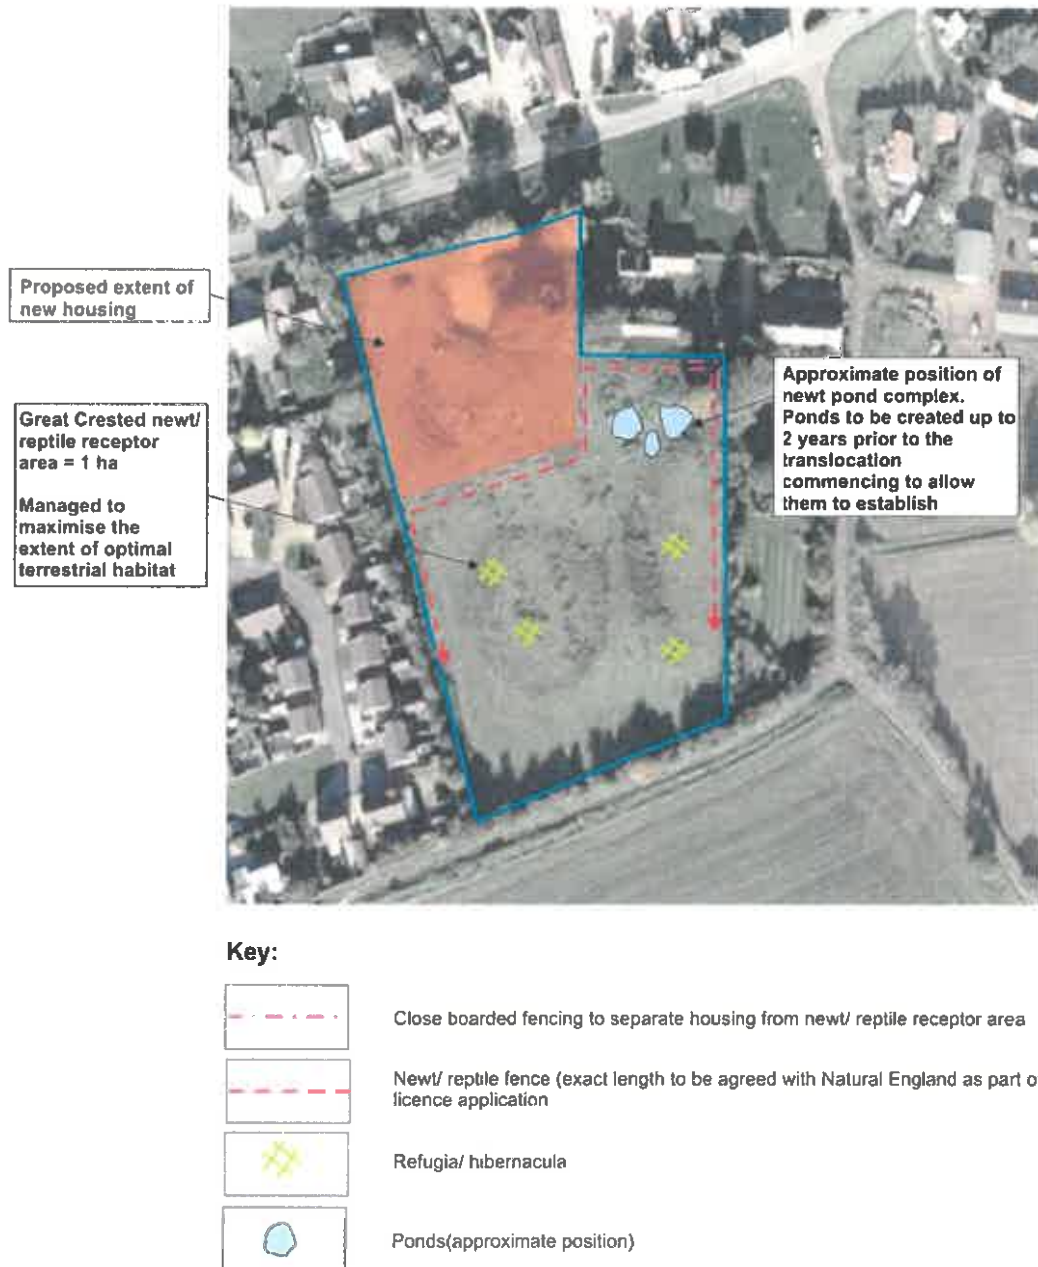 Proposed extent of
new housing
Great Crested newt/
reptile receptor
area = 1 ha
Managed to
maximise the
extent of optimal
terrestrial habitat
Approximate position of
newt pond complex.
Ponds to be created up to
2 years prior to the
translocation
commencing to allow
them to establish
Key:
Close boarded fencing to separate housing from newt/ reptile receptor area
Newt/ reptile fence (exact length to be agreed with Natural England as part o
licence application
Refugia/ hibernacula
Ponds(approximate position)